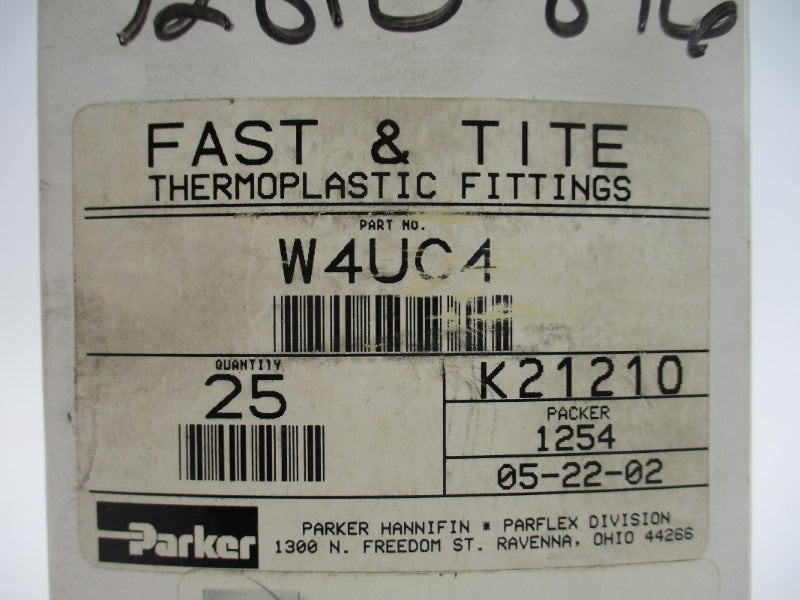 FAST & TITE
THERMOPLASTIC FITTINGS
PART NO.
W4UC4
QUANTITY
25
K21210
PACKER
1254
05-22-02
Parker
PARKER HANNIFIN * PARFLEX DIVISION
1300 N. FREEDOM ST. RAVENNA, OHIO 44266